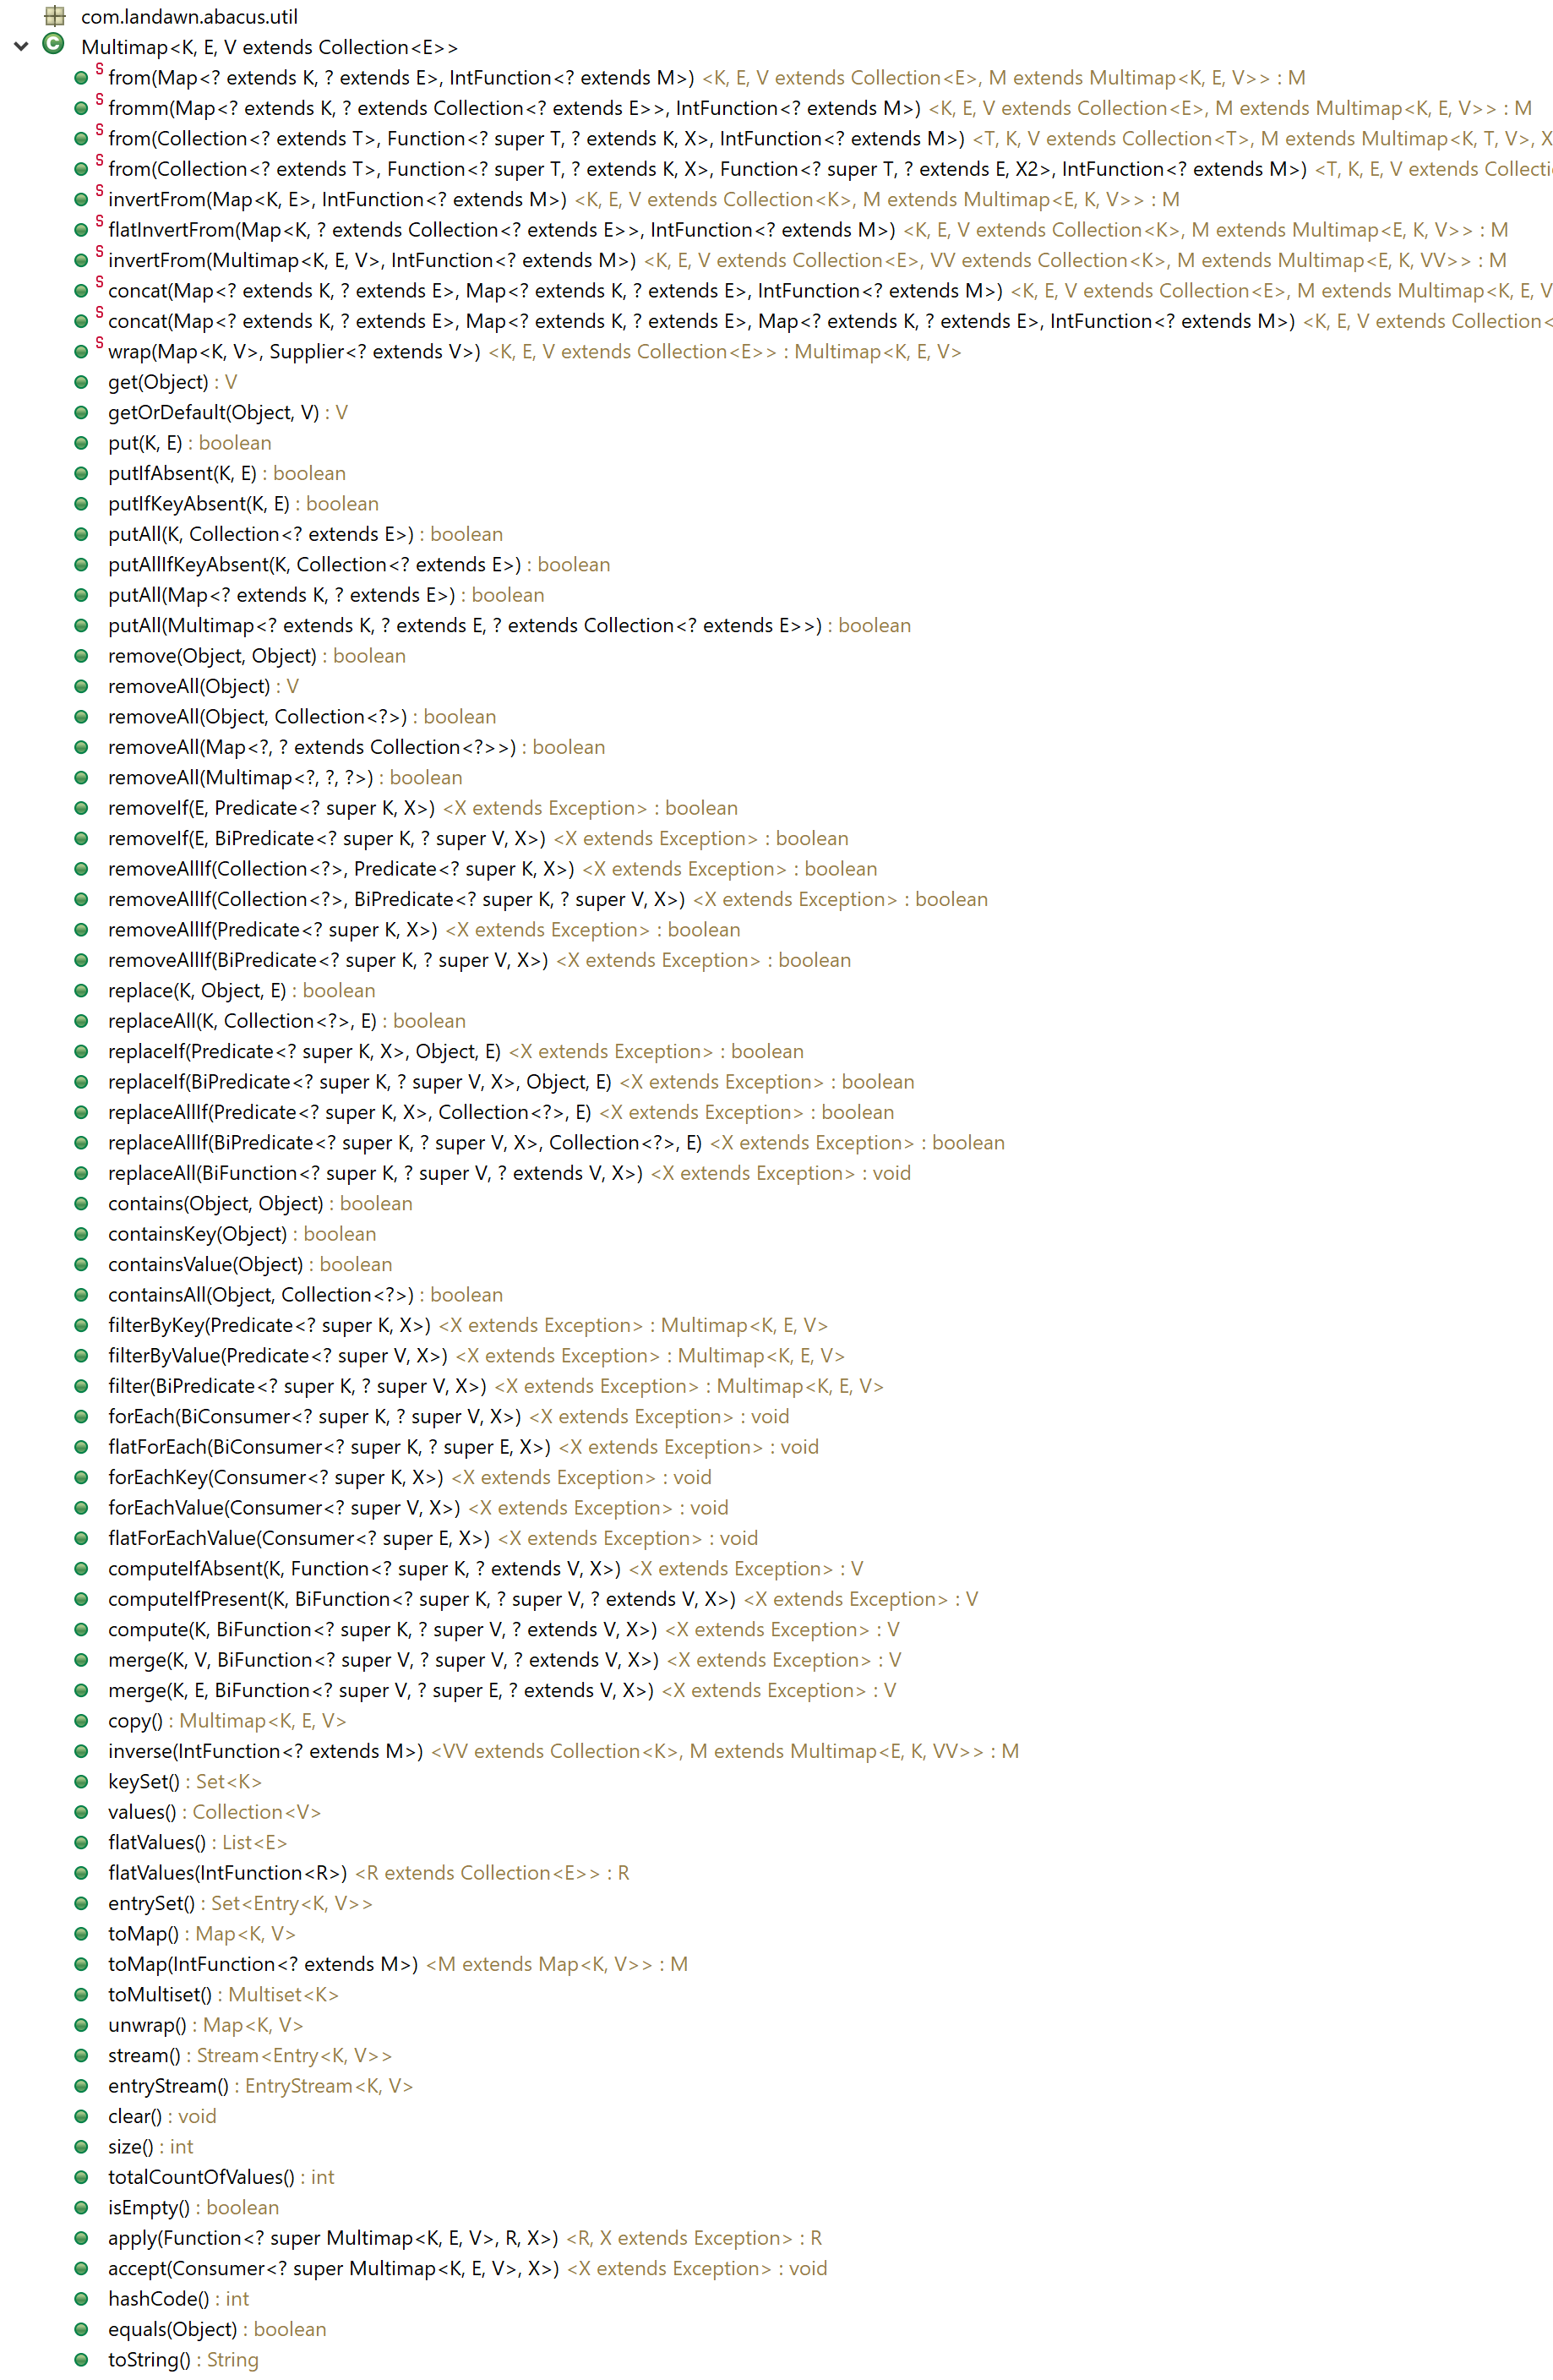 com.landawn.abacus.util
Multimap<K, E, V extends Collection<E>>
S from(Map<? extends K, ? extends E>, IntFunction<? extends M>) <K, E, V extends Collection<E>, M extends Multimap<K, E, V>> : M
S fromm(Map<? extends K, ? extends Collection<? extends E>>, IntFunction<? extends M>) <K, E, V extends Collection<E>, M extends Multimap<K, E, V>> : M
S from(Collection<? extends T>, Function<? super T, ? extends K, X>, IntFunction<? extends M>) <T, K, V extends Collection<T>, M extends Multimap<K, T, V>, X
S from(Collection<? extends T>, Function<? super T, ? extends K, X>, Function<? super T, ? extends E, X2>, IntFunction<? extends M>) <T, K, E, V extends Collecti
S invertFrom(Map<K, E>, IntFunction<? extends M>) <K, E, V extends Collection<K>, M extends Multimap<E, K, V>> : M
S flatInvertFrom(Map<K, ? extends Collection<? extends E>>, IntFunction<? extends M>) <K, E, V extends Collection<K>, M extends Multimap<E, K, V>> : M
S invertFrom(Multimap<K, E, V>, IntFunction<? extends M>) <K, E, V extends Collection<E>, VV extends Collection<K>, M extends Multimap<E, K, VV>> : M
S concat(Map<? extends K, ? extends E>, Map<? extends K, ? extends E>, IntFunction<? extends M>) <K, E, V extends Collection<E>, M extends Multimap<K, E, V
S concat(Map<? extends K, ? extends E>, Map<? extends K, ? extends E>, Map<? extends K, ? extends E>, IntFunction<? extends M>) <K, E, V extends Collection<
S wrap(Map<K, V>, Supplier<? extends V>) <K, E, V extends Collection<E>> : Multimap<K, E, V>
get(Object) : V
getOrDefault(Object, V) : V
put(K, E) : boolean
putIfAbsent(K, E) : boolean
putIfKeyAbsent(K, E) : boolean
putAll(K, Collection<? extends E>) : boolean
putAllIfKeyAbsent(K, Collection<? extends E>) : boolean
putAll(Map<? extends K, ? extends E>) : boolean
putAll(Multimap<? extends K, ? extends E, ? extends Collection<? extends E>>) : boolean
remove(Object, Object) : boolean
removeAll(Object) : V
removeAll(Object, Collection<?>) : boolean
removeAll(Map<?, ? extends Collection<?>>) : boolean
removeAll(Multimap<?, ?, ?>) : boolean
removeIf(E, Predicate<? super K, X>) <X extends Exception> : boolean
removeIf(E, BiPredicate<? super K, ? super V, X>) <X extends Exception> : boolean
removeAllIf(Collection<?>, Predicate<? super K, X>) <X extends Exception> : boolean
removeAllIf(Collection<?>, BiPredicate<? super K, ? super V, X>) <X extends Exception> : boolean
removeAllIf(Predicate<? super K, X>) <X extends Exception> : boolean
removeAllIf(BiPredicate<? super K, ? super V, X>) <X extends Exception> : boolean
replace(K, Object, E) : boolean
replaceAll(K, Collection<?>, E) : boolean
replaceIf(Predicate<? super K, X>, Object, E) <X extends Exception> : boolean
replaceIf(BiPredicate<? super K, ? super V, X>, Object, E) <X extends Exception> : boolean
replaceAllIf(Predicate<? super K, X>, Collection<?>, E) <X extends Exception> : boolean
replaceAllIf(BiPredicate<? super K, ? super V, X>, Collection<?>, E) <X extends Exception> : boolean
replaceAll(BiFunction<? super K, ? super V, ? extends V, X>) <X extends Exception> : void
contains(Object, Object) : boolean
containsKey(Object) : boolean
containsValue(Object) : boolean
containsAll(Object, Collection<?>) : boolean
filterByKey(Predicate<? super K, X>) <X extends Exception> : Multimap<K, E, V>
filterByValue(Predicate<? super V, X>) <X extends Exception> : Multimap<K, E, V>
filter(BiPredicate<? super K, ? super V, X>) <X extends Exception> : Multimap<K, E, V>
forEach(BiConsumer<? super K, ? super V, X>) <X extends Exception> : void
flatForEach(BiConsumer<? super K, ? super E, X>) <X extends Exception> : void
forEachKey(Consumer<? super K, X>) <X extends Exception> : void
forEachValue(Consumer<? super V, X>) <X extends Exception> : void
flatForEachValue(Consumer<? super E, X>) <X extends Exception> : void
computeIfAbsent(K, Function<? super K, ? extends V, X>) <X extends Exception> : V
computeIfPresent(K, BiFunction<? super K, ? super V, ? extends V, X>) <X extends Exception> : V
compute(K, BiFunction<? super K, ? super V, ? extends V, X>) <X extends Exception> : V
merge(K, V, BiFunction<? super V, ? super V, ? extends V, X>) <X extends Exception> : V
merge(K, E, BiFunction<? super V, ? super E, ? extends V, X>) <X extends Exception> : V
copy() : Multimap<K, E, V>
inverse(IntFunction<? extends M>) <VV extends Collection<K>, M extends Multimap<E, K, VV>> : M
keySet() : Set<K>
values() : Collection<V>
flatValues() : List<E>
flatValues(IntFunction<R>) <R extends Collection<E>> : R
entrySet() : Set<Entry<K, V>>
toMap() : Map<K, V>
toMap(IntFunction<? extends M>) <M extends Map<K, V>> : M
toMultiset() : Multiset<K>
unwrap() : Map<K, V>
stream() : Stream<Entry<K, V>>
entryStream() : EntryStream<K, V>
clear() : void
size() : int
totalCountOfValues() : int
isEmpty() : boolean
apply(Function<? super Multimap<K, E, V>, R, X>) <R, X extends Exception> : R
accept(Consumer<? super Multimap<K, E, V>, X>) <X extends Exception> : void
hashCode() : int
equals(Object) : boolean
toString() : String